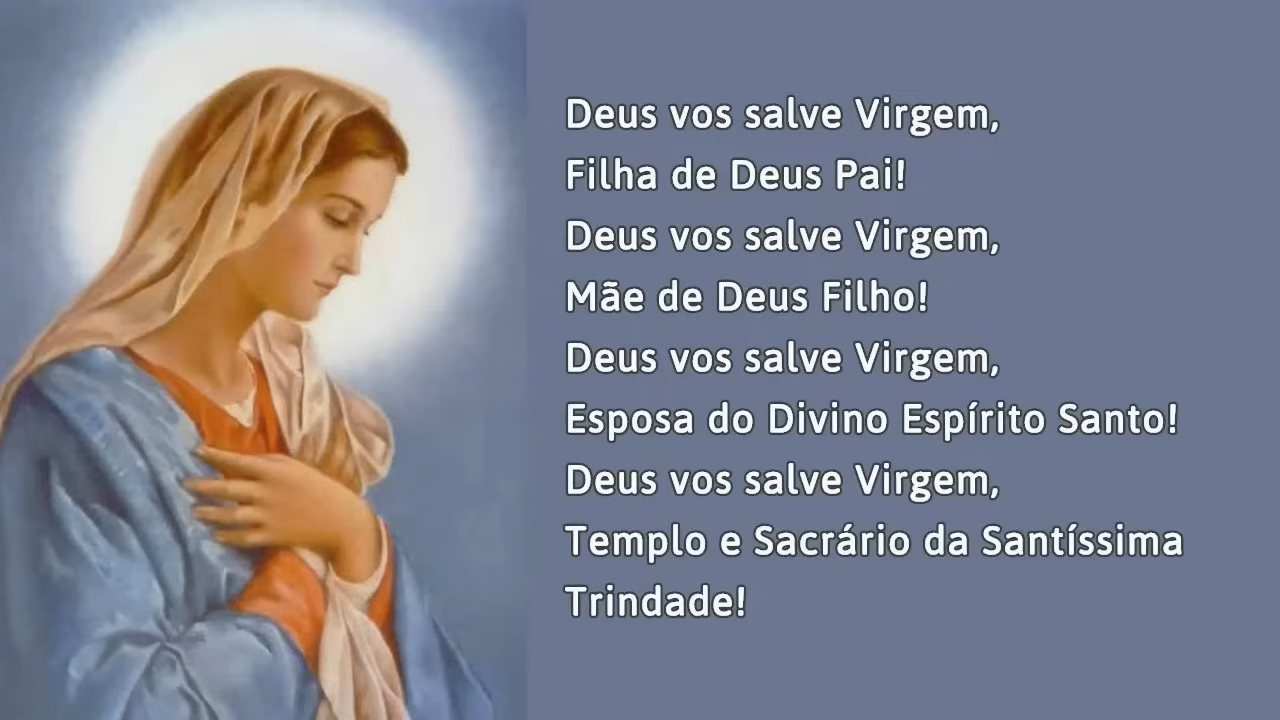 Deus vos salve Virgem,
Filha de Deus Pai!
Deus vos salve Virgem,
Mãe de Deus Filho!
Deus vos salve Virgem,
Esposa do Divino Espírito Santo!
Deus vos salve Virgem,
Templo e Sacrário da Santíssima
Trindade!